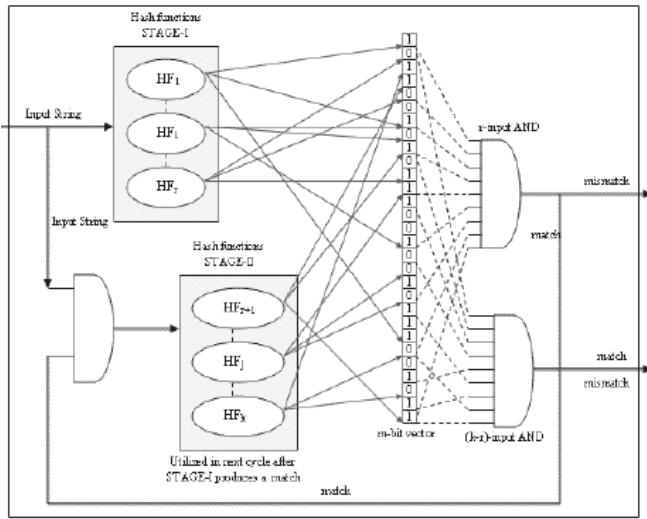 Hash functions
STAGE-I
HF1
HFi
HFr
Input String
Input String
Hash functions
STAGE-II
HFr+1
HFj
HFk
Utilized in next cycle after
STAGE-I produces a match
m-bit vector
r-input AND
mismatch
match
(k-r)-input AND
match
mismatch
match